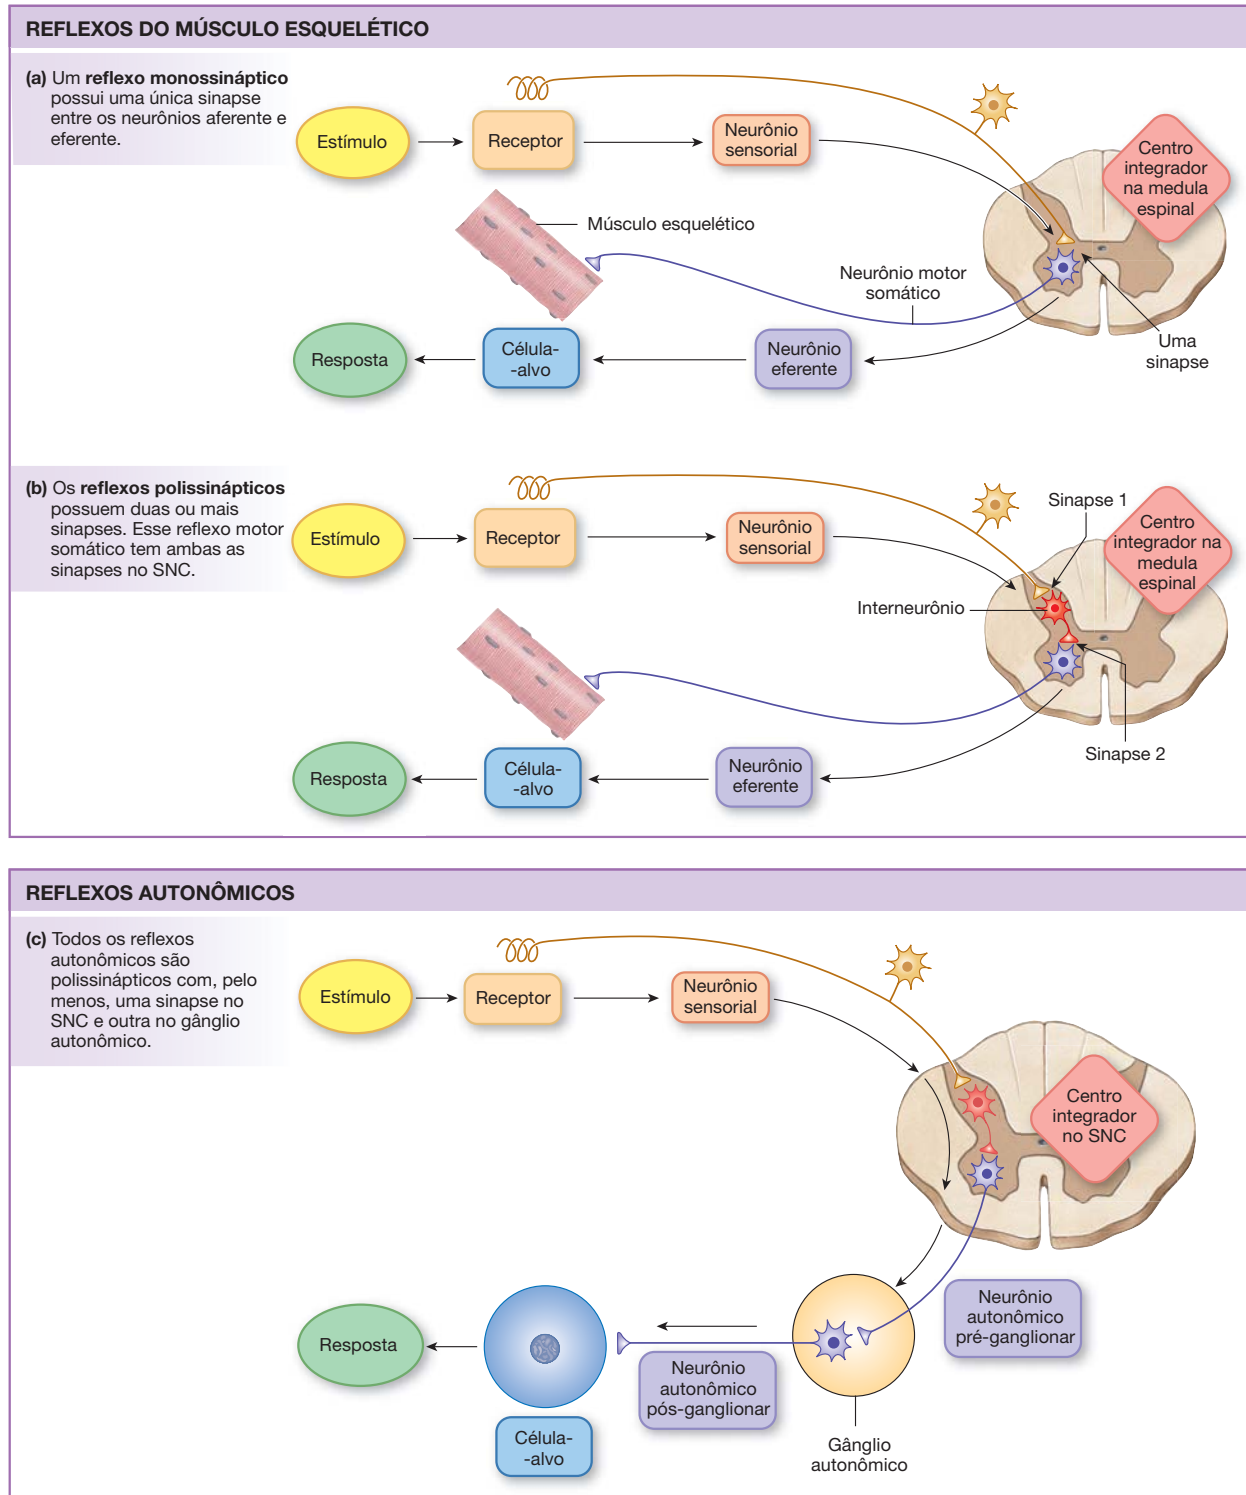 REFLEXOS DO MÚSCULO ESQUELÉTICO
(a) Um reflexo monossináptico
possui uma única sinapse
entre os neurônios aferente e
eferente.
Estímulo
Receptor
Neurônio
sensorial
Centro
integrador
na medula
espinal
Músculo esquelético
Neurônio motor
somático
Uma
sinapse
Resposta
Célula-
-alvo
Neurônio
eferente
(b) Os reflexos polissinápticos
possuem duas ou mais
sinapses. Esse reflexo motor
somático tem ambas as
sinapses no SNC.
Estímulo
Receptor
Neurônio
sensorial
Sinapse 1
Centro
integrador na
medula
espinal
Interneurônio
Sinapse 2
Resposta
Célula-
-alvo
Neurônio
eferente
REFLEXOS AUTONÔMICOS
(c) Todos os reflexos
autonômicos são
polissinápticos com, pelo
menos, uma sinapse no
SNC e outra no gânglio
autonômico.
Estímulo
Receptor
Neurônio
sensorial
Centro
integrador
no SNC
Neurônio
autonômico
pré-ganglionar
Resposta
Neurônio
autonômico
pós-ganglionar
Célula-
-alvo
Gânglio
autonômico